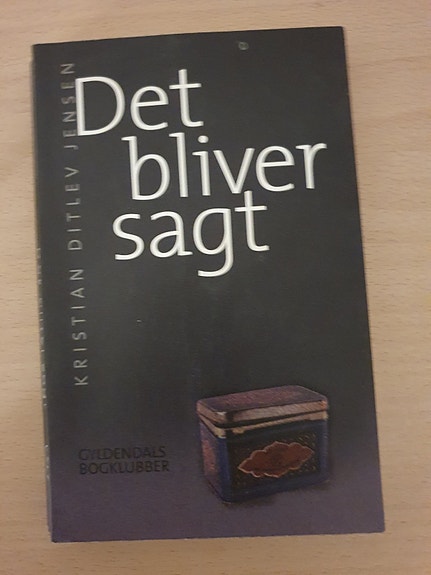 KRISTIAN DITLEV JENSEN
Det
bliver
sagt
GYLDENDALS
BOGKLUBBER